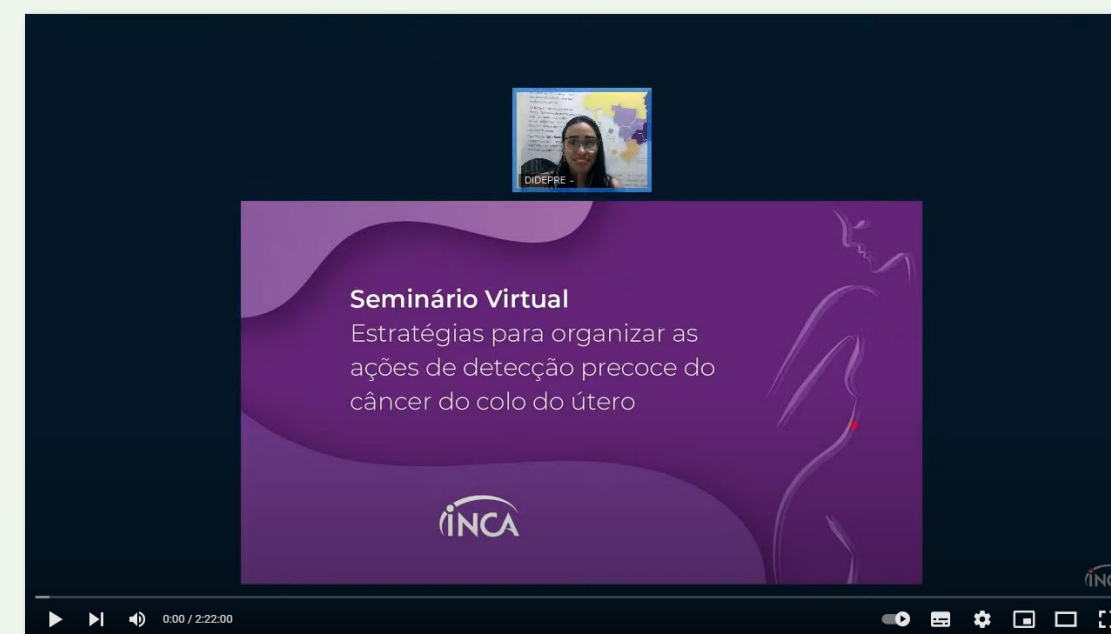 DIDEPRE -
Seminário Virtual
Estratégias para organizar as
ações de detecção precoce do
câncer do colo do útero
INCA
0:00 / 2:22:00